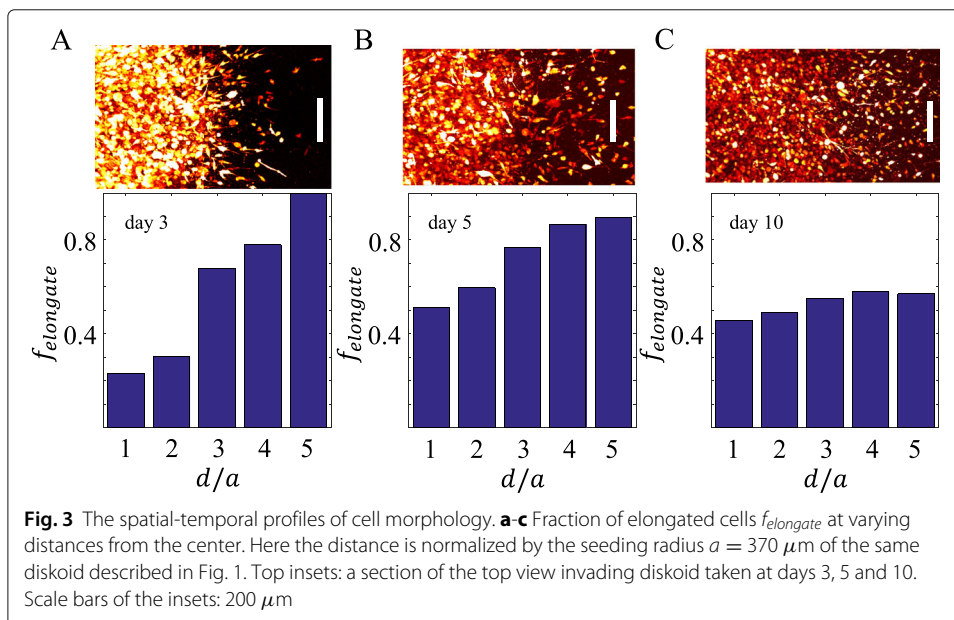 A B C
day 3 day 5 day 10
0.8 0.8 0.8
0.4 0.4 0.4
f_elongate f_elongate f_elongate
1 2 3 4 5 1 2 3 4 5 1 2 3 4 5
d/a d/a d/a
Fig. 3 The spatial-temporal profiles of cell morphology. a-c Fraction of elongated cells f_elongate at varying
distances from the center. Here the distance is normalized by the seeding radius a = 370 μm of the same
diskoid described in Fig. 1. Top insets: a section of the top view invading diskoid taken at days 3, 5 and 10.
Scale bars of the insets: 200 μm